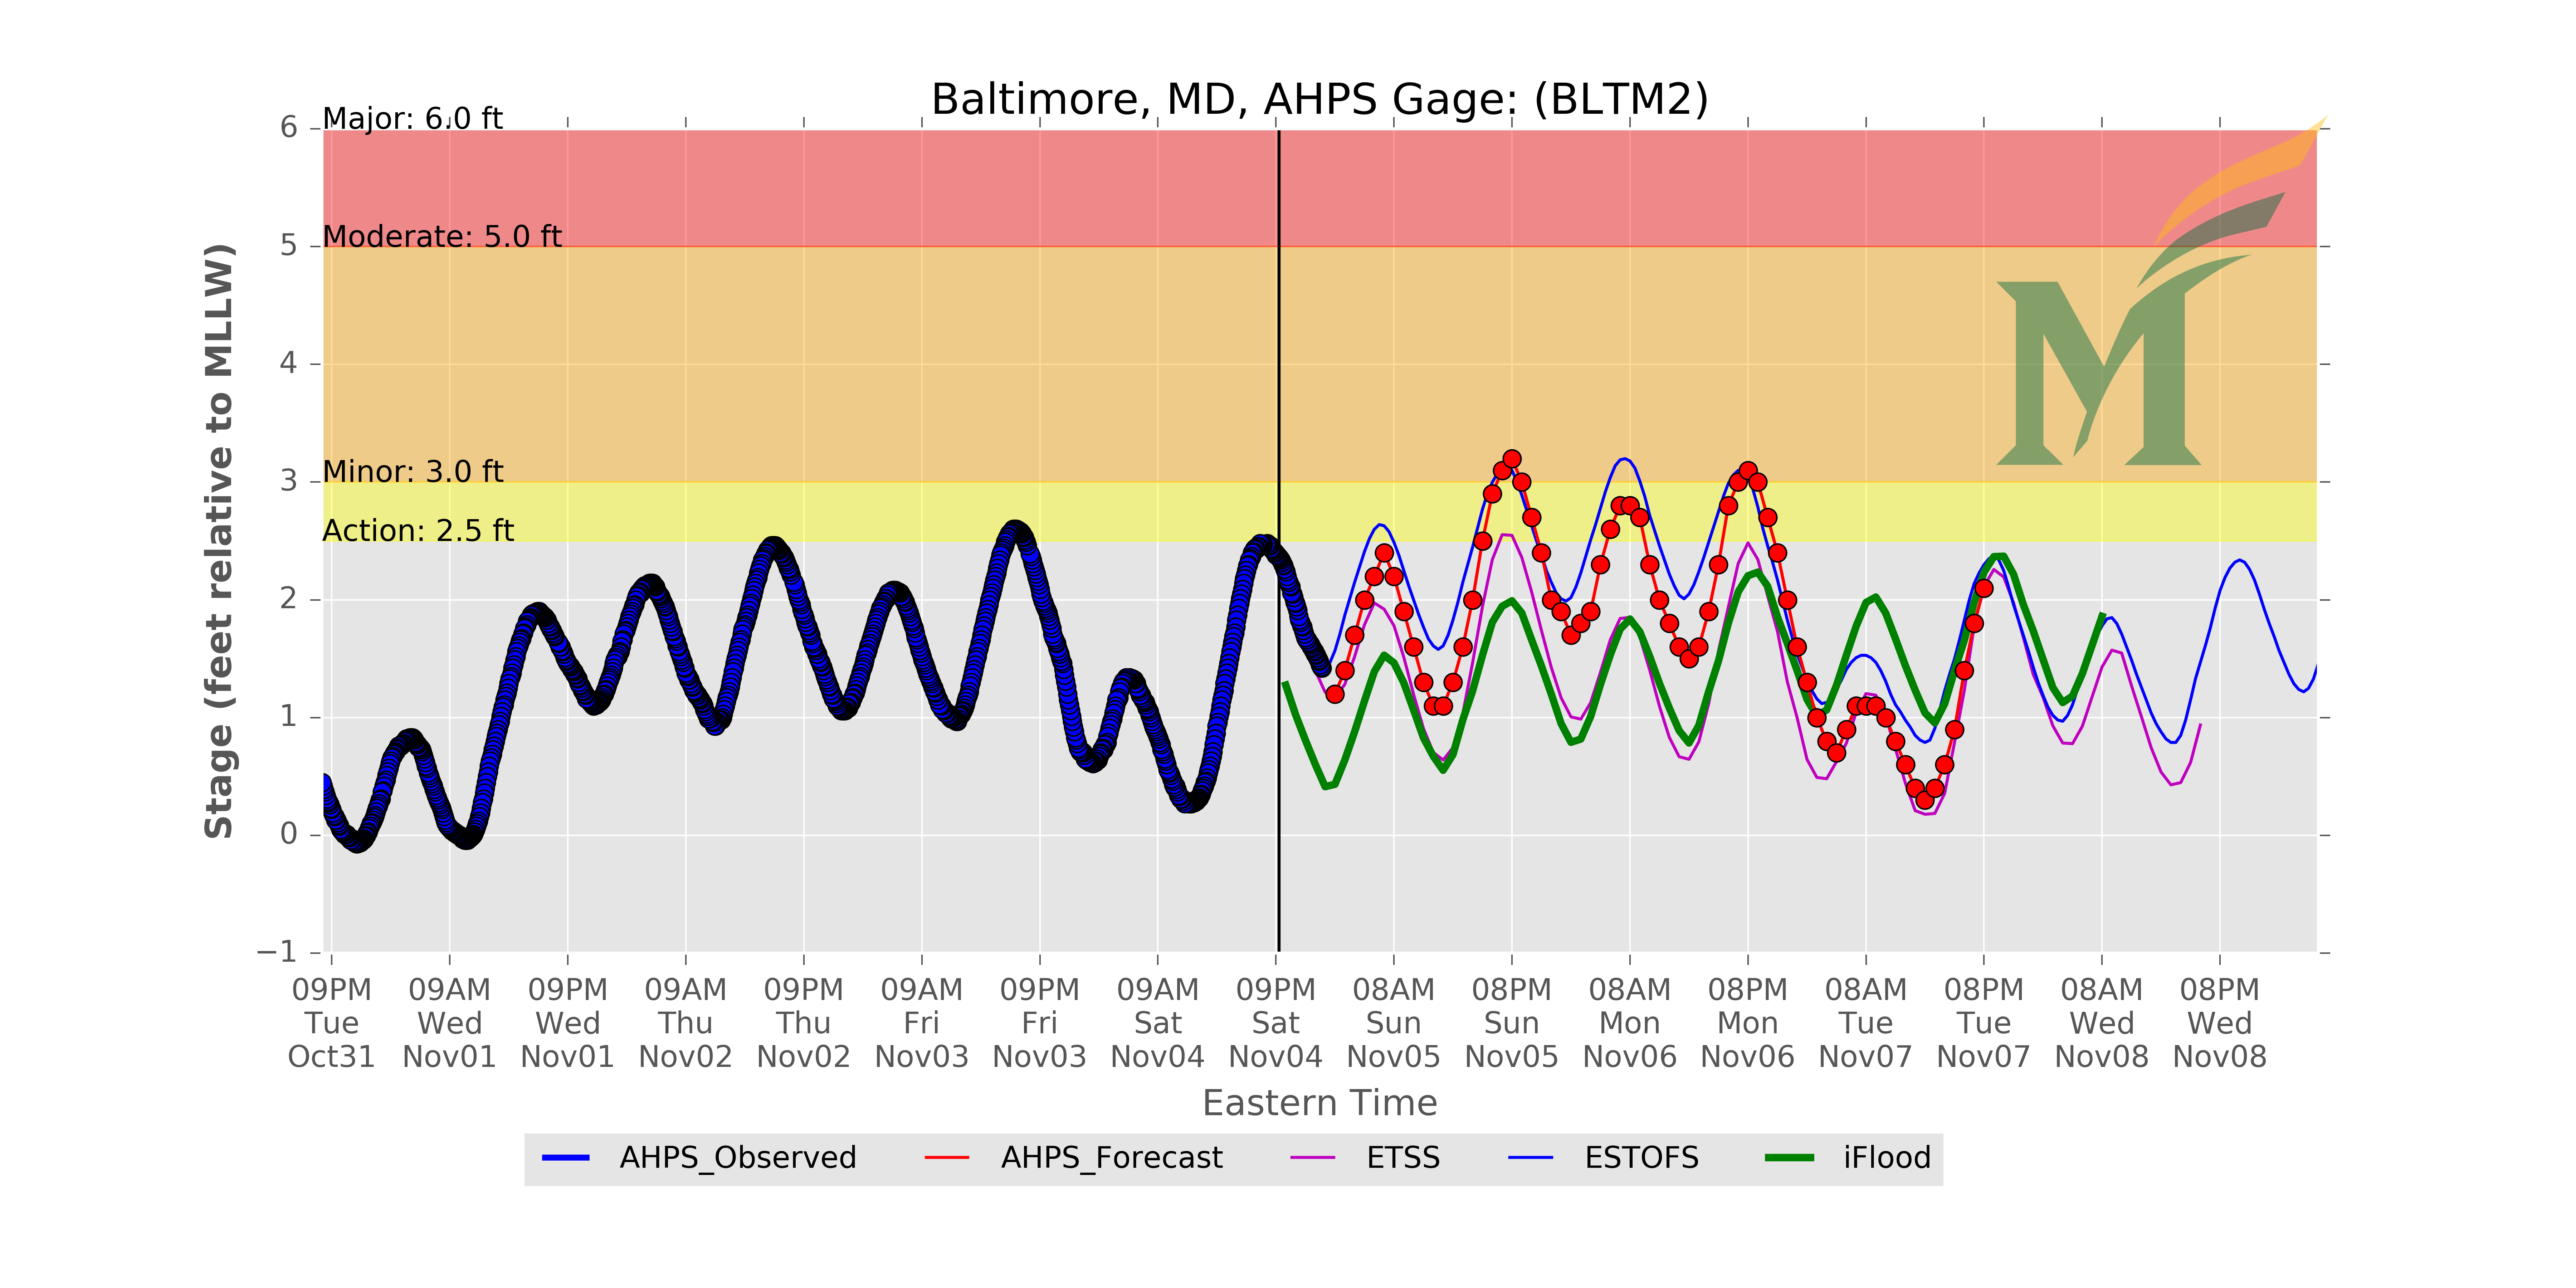 Baltimore, MD, AHPS Gage: (BLTM2)
Major: 6.0 ft
Moderate: 5.0 ft
Minor: 3.0 ft
Action: 2.5 ft
6
5
4
3
2
1
0
−1
Stage (feet relative to MLLW)
M
09PM 09AM 09PM 09AM 09PM 09AM 09PM 09AM 09PM 08AM 08PM 08AM 08PM 08AM 08PM 08AM 08PM
Tue Wed Wed Thu Thu Fri Fri Sat Sat Sun Sun Mon Mon Tue Tue Wed Wed
Oct31 Nov01 Nov01 Nov02 Nov02 Nov03 Nov03 Nov04 Nov04 Nov05 Nov05 Nov06 Nov06 Nov07 Nov07 Nov08 Nov08
Eastern Time
AHPS_Observed AHPS_Forecast ETSS ESTOFS iFlood